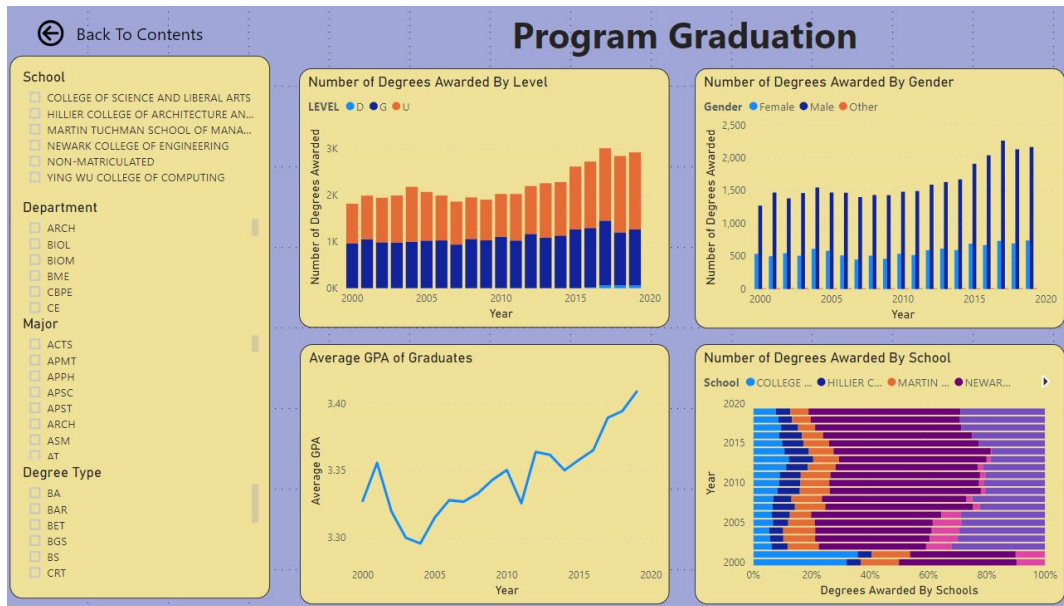 Back To Contents
Program Graduation
School
COLLEGE OF SCIENCE AND LIBERAL ARTS
HILLIER COLLEGE OF ARCHITECTURE AN...
MARTIN TUCHMAN SCHOOL OF MANA...
NEWARK COLLEGE OF ENGINEERING
NON-MATRICULATED
YING WU COLLEGE OF COMPUTING
Department
ARCH
BIOL
BIOM
BME
CBPE
CE
Major
ACTS
APMT
APPH
APSC
APST
ARCH
ASM
AT
Degree Type
BA
BAR
BET
BGS
BS
CRT
Number of Degrees Awarded By Level
LEVEL D G U
Number of Degrees Awarded
3K
2K
1K
0K
2000 2005 2010 2015 2020
Year
Number of Degrees Awarded By Gender
Gender Female Male Other
Number of Degrees Awarded
2,500
2,000
1,500
1,000
500
0
2000 2005 2010 2015 2020
Year
Average GPA of Graduates
Average GPA
3.40
3.35
3.30
2000 2005 2010 2015 2020
Year
Number of Degrees Awarded By School
School COLLEGE ... HILLIER C... MARTIN ... NEWAR...
Year
2020
2015
2010
2005
2000
0% 20% 40% 60% 80% 100%
Degrees Awarded By Schools